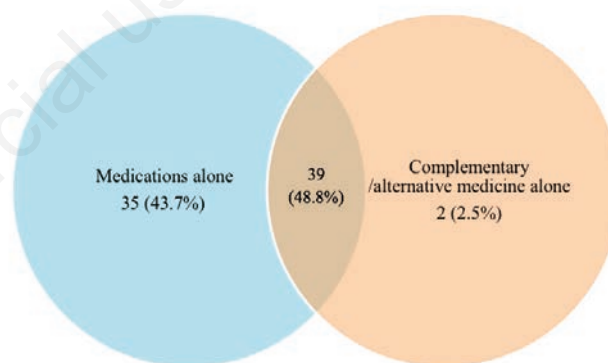 Medications alone
35 (43.7%)
39
(48.8%)
Complementary
/alternative medicine alone
2 (2.5%)